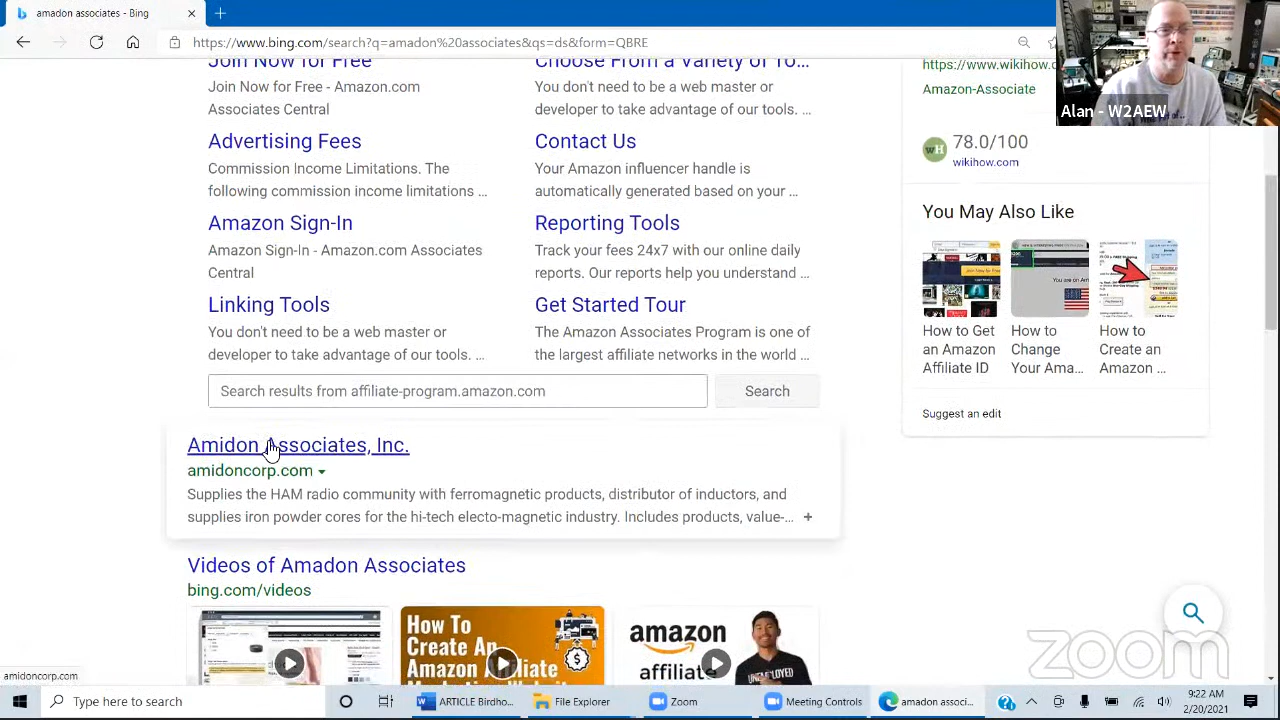 amadon associates - Bing
https://www.bing.com
QBRE
Join Now for Free
Join Now for Free - Amazon.com
Associates Central
Choose From a Variety of To...
You don't need to be a web master or
developer to take advantage of our tools. ...
Advertising Fees
Commission Income Limitations. The
following commission income limitations ...
Contact Us
Your Amazon influencer handle is
automatically generated based on your ...
Amazon Sign-In
Amazon Sign-In - Amazon
Central
Reporting Tools
Track your fees 24x7 with our online daily
reports. Our reports help you understand ...
Linking Tools
You don't need to be a web master or
developer to take advantage of our tools. ...
Get started Tour
The Amazon Associates Program is one of
the largest affiliate networks in the world ...
Search results from affiliate-program.amazon.com
Search
Amidon Associates, Inc.
amidoncorp.com
Supplies the HAM radio community with ferromagnetic products, distributor of inductors, and
supplies iron powder cores for the hi-tech electo-magnetic industry. Includes products, value-... +
Videos of Amadon Associates
bing.com/videos
How To
Create An
Amazon Affiliate
amazon
affiliate
https://www.wikihow.c
Amazon-Associate
Alan - W2AEW
wH
78.0/100
wikihow.com
You May Also Like
How to Get
an Amazon
Affiliate ID
How to
Change
Your Ama...
How to
Create an
Amazon ...
Suggest an edit
zoom
amidoncorp.com
Type here to search
File Explorer
Zoom
Meeting Controls
amadon associ...
9:22 AM
2/20/2021